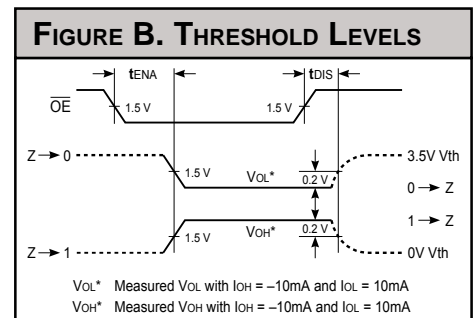 FIGURE B. THRESHOLD LEVELS
tENA tDIS
OE 1.5 V 1.5 V
Z → 0 1.5 V VOL* 0.2 V 3.5V Vth
0 → Z
1 → Z
Z → 1 1.5 V VOH* 0.2 V 0V Vth
VOL* Measured VOL with IOH = –10mA and IOL = 10mA
VOH* Measured VOH with IOH = –10mA and IOL = 10mA